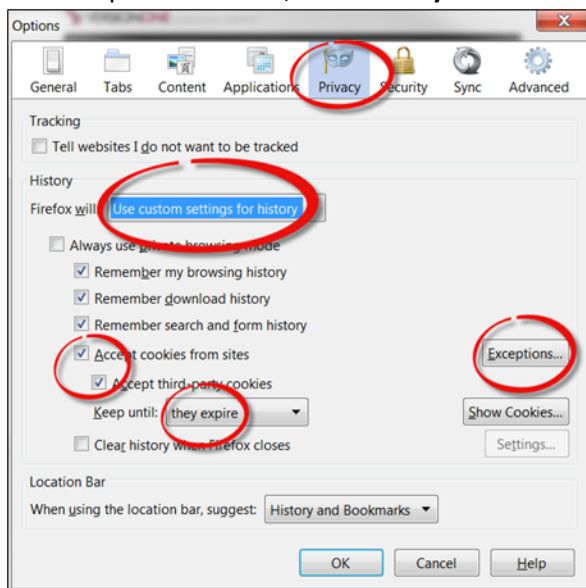 Options
General Tabs Content Applications Privacy Security Sync Advanced
Tracking
Tell websites I do not want to be tracked
History
Firefox will: Use custom settings for history
Always use private browsing mode
Remember my browsing history
Remember download history
Remember search and form history
Accept cookies from sites Exceptions...
Accept third-party cookies
Keep until: they expire Show Cookies...
Clear history when Firefox closes Settings...
Location Bar
When using the location bar, suggest: History and Bookmarks
OK Cancel Help